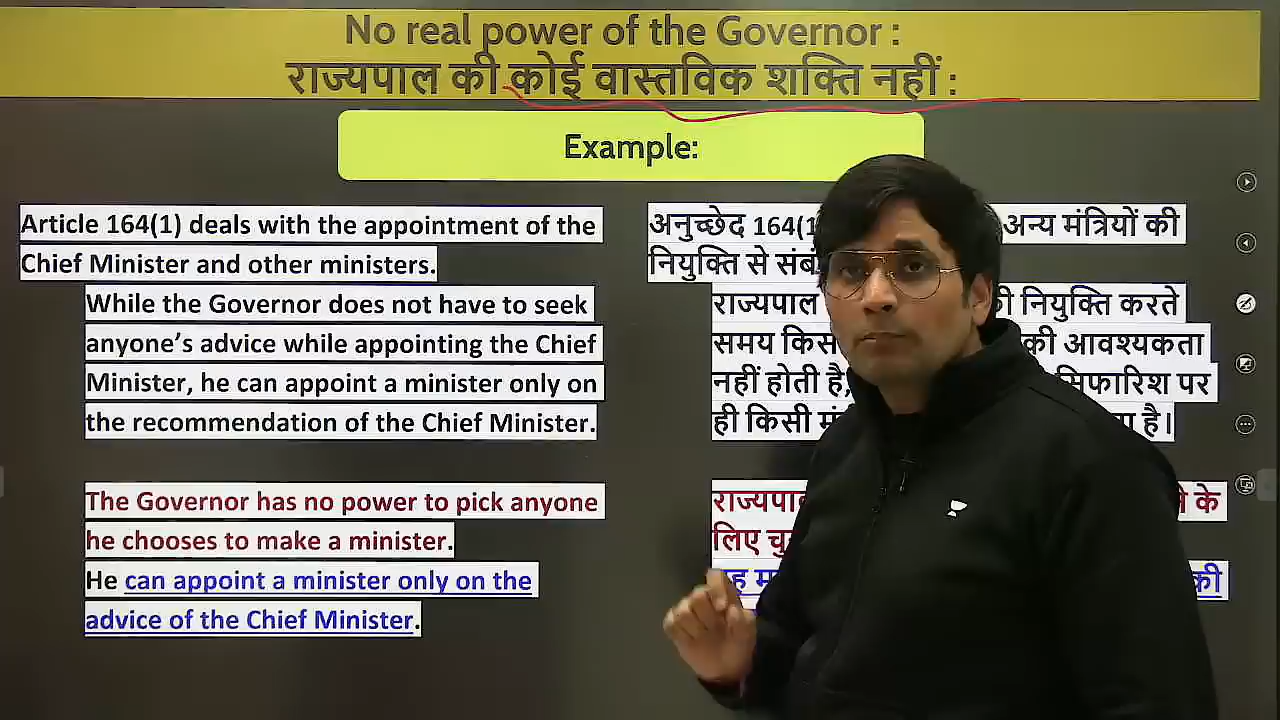 No real power of the Governor :
राज्यपाल की कोई वास्तविक शक्ति नहीं :
Example:
Article 164(1) deals with the appointment of the
Chief Minister and other ministers.
While the Governor does not have to seek
anyone’s advice while appointing the Chief
Minister, he can appoint a minister only on
the recommendation of the Chief Minister.
The Governor has no power to pick anyone
he chooses to make a minister.
He can appoint a minister only on the
advice of the Chief Minister.
अनुच्छेद 164(1 अन्य मंत्रियों की
नियुक्ति से
राज्यपाल नियुक्ति करते
समय आवश्यकता
नहीं होती है, सिफारिश पर
ही किसी है।
के
लिए
की